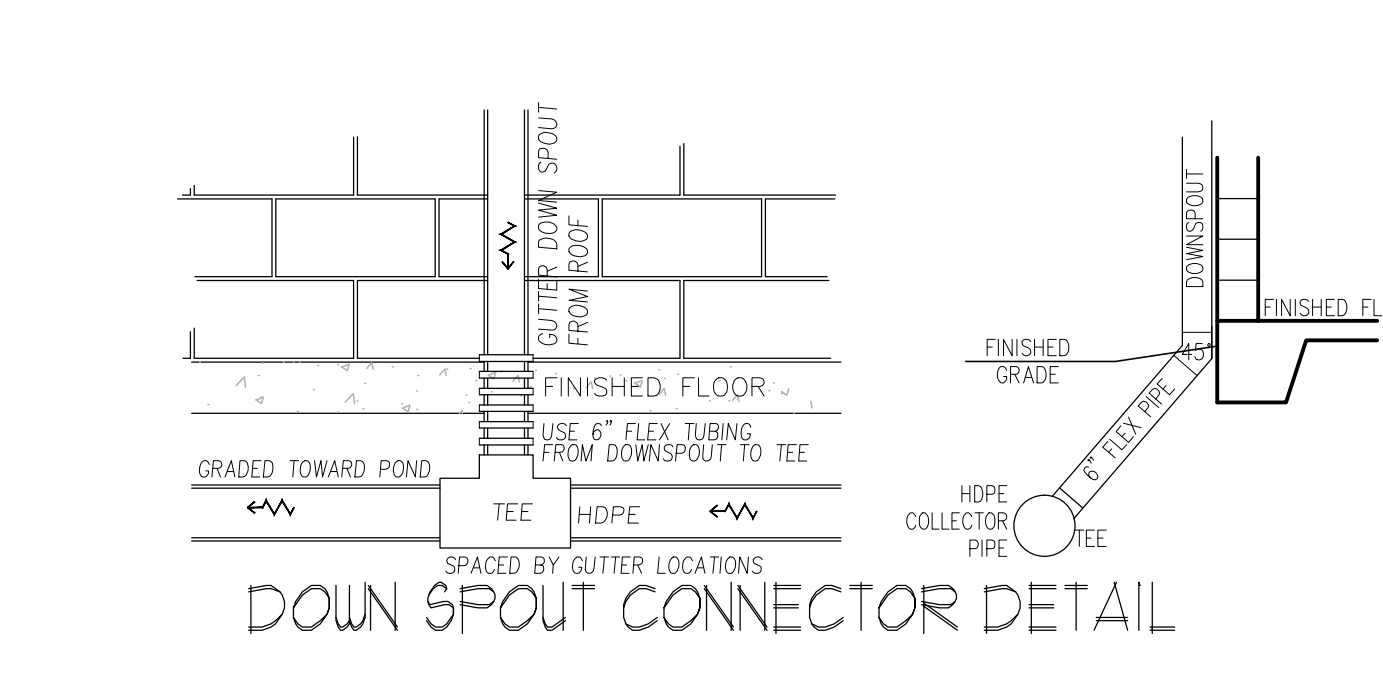 GUTTER DOWN SPOUT
FROM ROOF
FINISHED FLOOR
USE 6" FLEX TUBING
FROM DOWNSPOUT TO TEE
GRADED TOWARD POND
TEE
HDPE
SPACED BY GUTTER LOCATIONS
DOWNSPOUT
FINISHED FL
45°
FINISHED
GRADE
6" FLEX PIPE
HDPE
COLLECTOR
PIPE
TEE
DOWN SPOUT CONNECTOR DETAIL